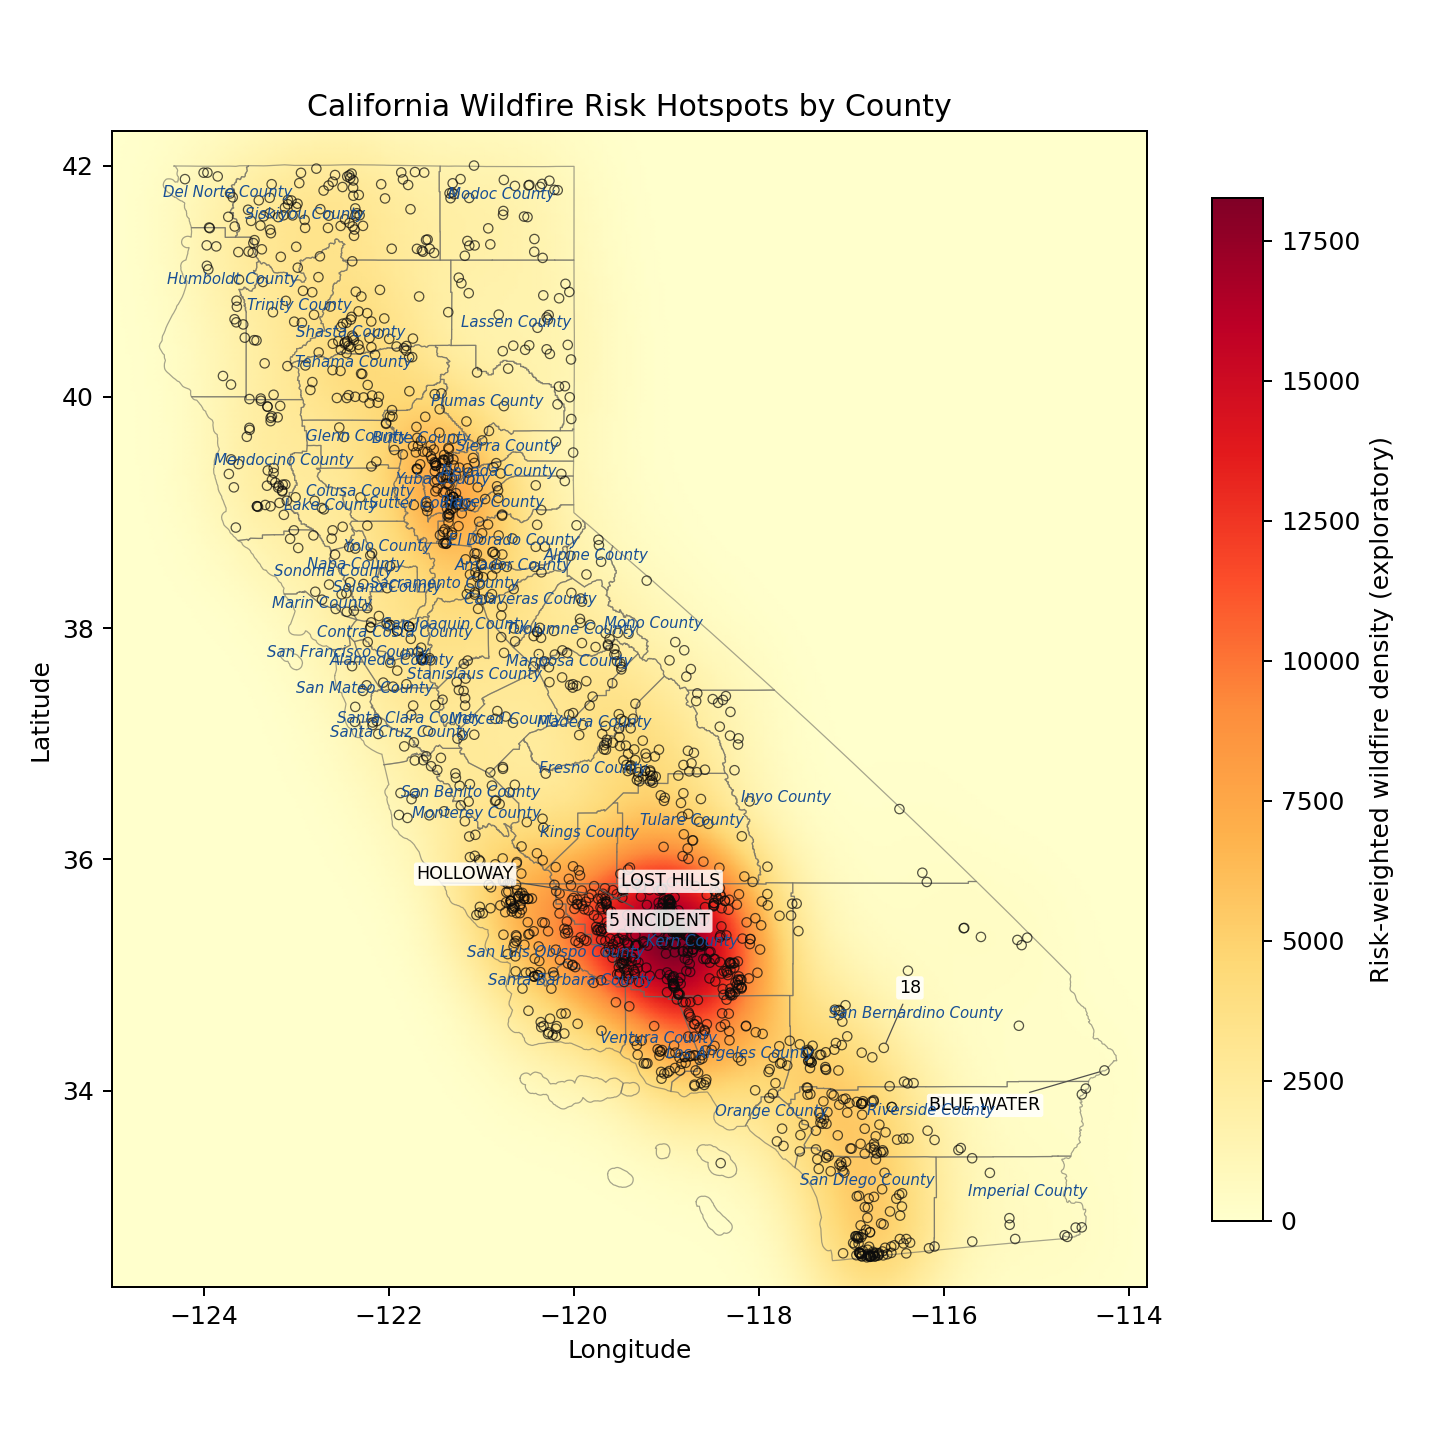 California Wildfire Risk Hotspots by County
42
40
38
36
34
Latitude
−124
−122
−120
−118
−116
−114
Longitude
Del Norte County
Siskiyou County
Modoc County
Humboldt County
Trinity County
Shasta County
Lassen County
Tehama County
Plumas County
Glenn County
Butte County
Sierra County
Mendocino County
Yuba County
Nevada County
Colusa County
Lake County
Sutter County
Placer County
Yolo County
El Dorado County
Alpine County
Napa County
Sonoma County
Amador County
Solano County
Sacramento County
Marin County
Calaveras County
Contra Costa County
San Joaquin County
Tuolumne County
Mono County
San Francisco County
Alameda County
Mariposa County
Stanislaus County
San Mateo County
Santa Clara County
Merced County
Madera County
Santa Cruz County
Fresno County
San Benito County
Inyo County
Monterey County
Tulare County
Kings County
HOLLOWAY
LOST HILLS
5 INCIDENT
Kern County
San Luis Obispo County
Santa Barbara County
18
San Bernardino County
Ventura County
Los Angeles County
BLUE WATER
Orange County
Riverside County
San Diego County
Imperial County
17500
15000
12500
10000
7500
5000
2500
0
Risk-weighted wildfire density (exploratory)